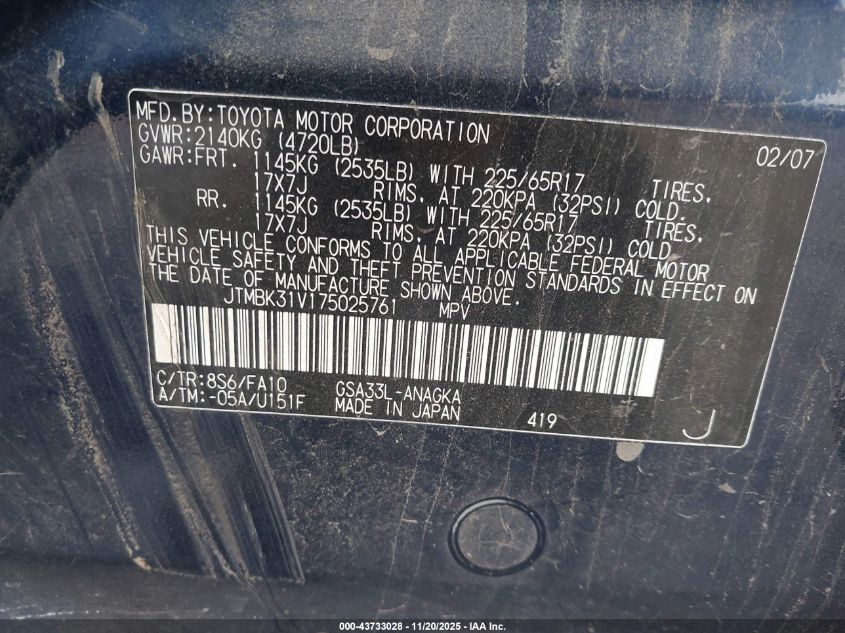 MFD.BY:TOYOTA MOTOR CORPORATION 02/07
GVWR:2140KG (4720LB)
GAWR:FRT. 1145KG (2535LB) WITH 225/65R17 TIRES.
17X7J RIMS. AT 220KPA (32PSI) COLD.
RR. 1145KG (2535LB) WITH 225/65R17 TIRES.
17X7J RIMS. AT 220KPA (32PSI) COLD.
THIS VEHICLE CONFORMS TO ALL APPLICABLE FEDERAL MOTOR
VEHICLE SAFETY AND THEFT PREVENTION STANDARDS IN EFFECT ON
THE DATE OF MANUFACTURE SHOWN ABOVE.
JTMBK31V175025761 MPV
C/TR:8S6/FA10 GSA33L-ANAGKA
A/TM:-05A/U151F MADE IN JAPAN 419 J
000-43733028 - 11/20/2025 - IAA Inc.